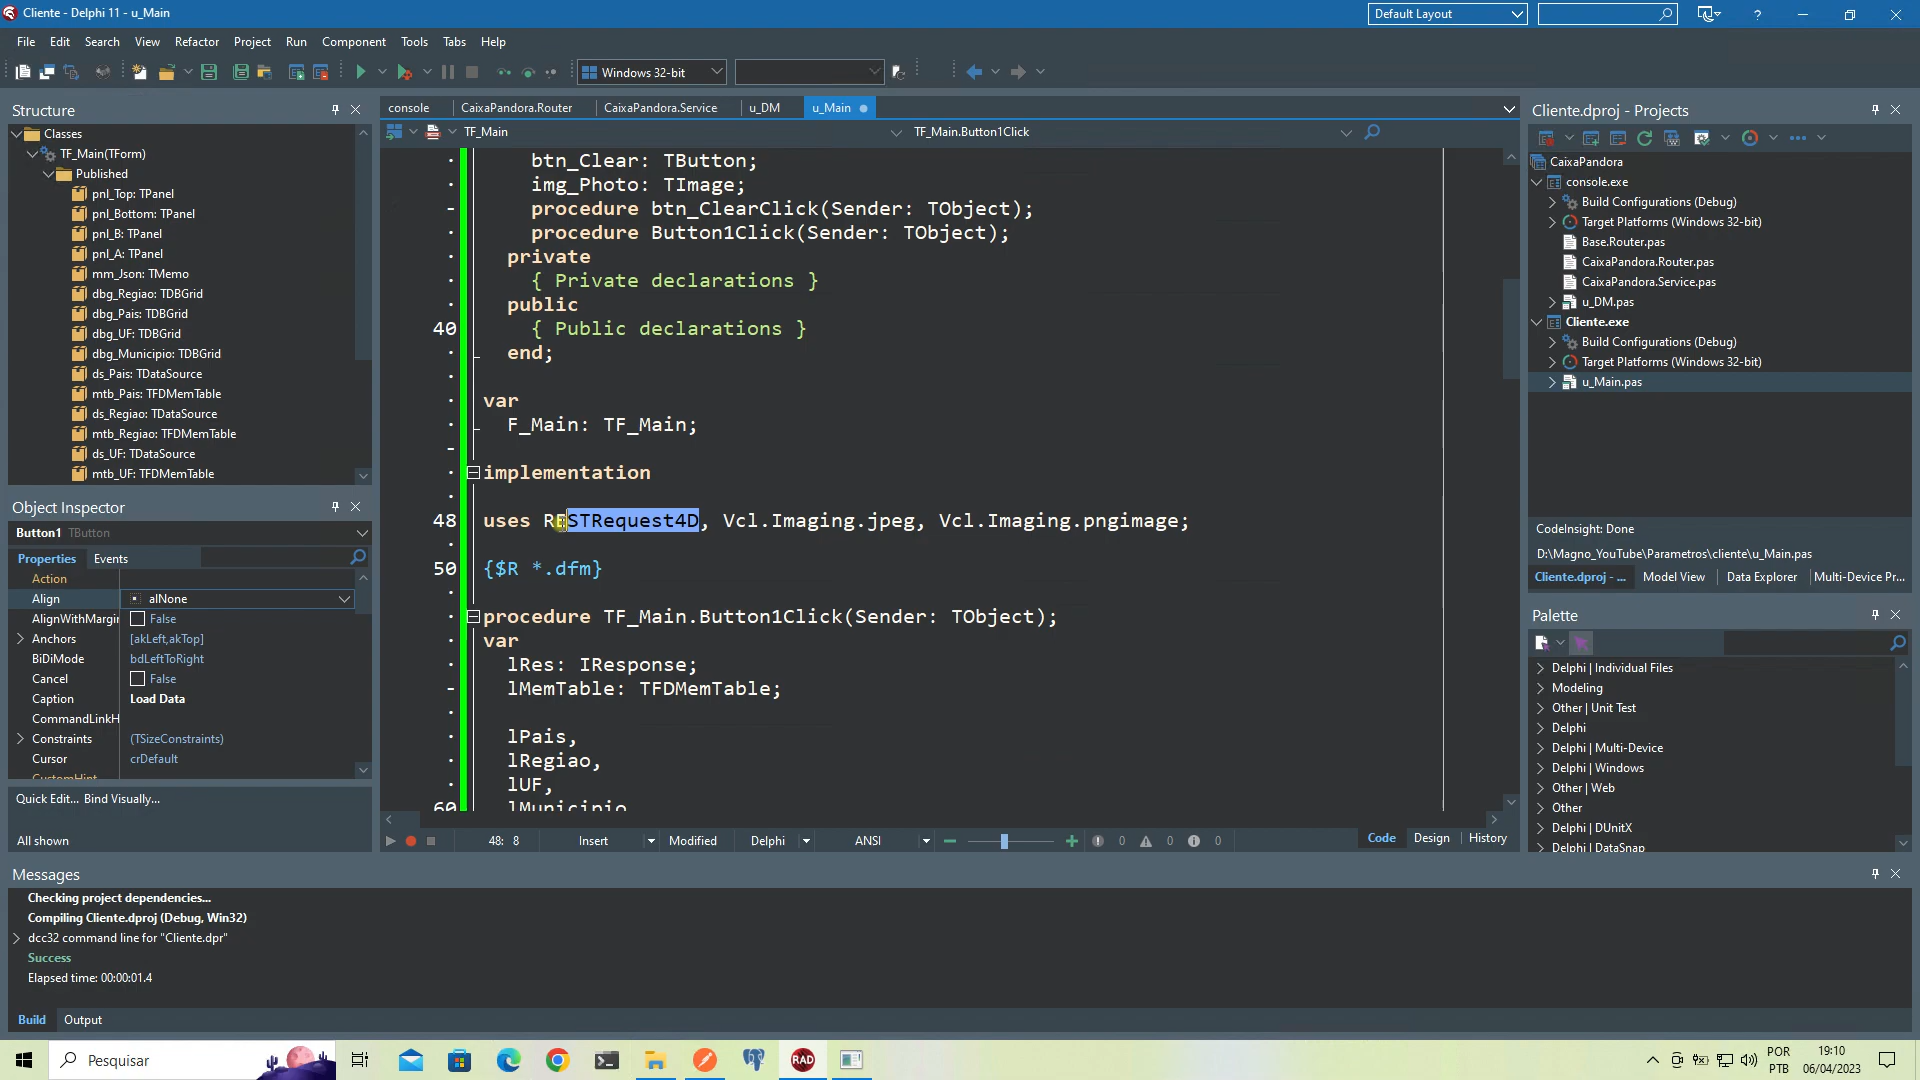 Cliente - Delphi 11 - u_Main
Default Layout
File Edit Search View Refactor Project Run Component Tools Tabs Help
Windows 32-bit
Structure
Classes
TF_Main(TForm)
Published
pnl_Top: TPanel
pnl_Bottom: TPanel
pnl_B: TPanel
pnl_A: TPanel
mm_Json: TMemo
dbg_Regiao: TDBGrid
dbg_Pais: TDBGrid
dbg_UF: TDBGrid
dbg_Municipio: TDBGrid
ds_Pais: TDataSource
mtb_Pais: TFDMemTable
ds_Regiao: TDataSource
mtb_Regiao: TFDMemTable
ds_UF: TDataSource
mtb_UF: TFDMemTable
Object Inspector
Button1 TButton
Properties Events
Action
Align alNone
AlignWithMargin False
Anchors [akLeft,akTop]
BiDiMode bdLeftToRight
Cancel False
Caption Load Data
CommandLinkH
Constraints (TSizeConstraints)
Cursor crDefault
CustomHint
Quick Edit... Bind Visually...
All shown
console CaixaPandora.Router CaixaPandora.Service u_DM u_Main
TF_Main TF_Main.Button1Click
btn_Clear: TButton;
img_Photo: TImage;
procedure btn_ClearClick(Sender: TObject);
procedure Button1Click(Sender: TObject);
private
{ Private declarations }
public
40 { Public declarations }
end;
var
F_Main: TF_Main;
implementation
48 uses RESTRequest4D, Vcl.Imaging.jpeg, Vcl.Imaging.pngimage;
50 {$R *.dfm}
procedure TF_Main.Button1Click(Sender: TObject);
var
lRes: IResponse;
lMemTable: TFDMemTable;
lPais,
lRegiao,
lUF,
60 lMunicipio
48: 8 Insert Modified Delphi ANSI 0 0 0
Code Design History
Cliente.dproj - Projects
CaixaPandora
console.exe
Build Configurations (Debug)
Target Platforms (Windows 32-bit)
Base.Router.pas
CaixaPandora.Router.pas
CaixaPandora.Service.pas
u_DM.pas
Cliente.exe
Build Configurations (Debug)
Target Platforms (Windows 32-bit)
u_Main.pas
CodeInsight: Done
D:\Magno_YouTube\Parametros\cliente\u_Main.pas
Cliente.dproj - ... Model View Data Explorer Multi-Device Pr...
Palette
Delphi | Individual Files
Modeling
Other | Unit Test
Delphi
Delphi | Multi-Device
Delphi | Windows
Other | Web
Other
Delphi | DUnitX
Delphi | DataSnap
Messages
Checking project dependencies...
Compiling Cliente.dproj (Debug, Win32)
dcc32 command line for "Cliente.dpr"
Success
Elapsed time: 00:00:01.4
Build Output
Pesquisar
RAD
POR
PTB
19:10
06/04/2023